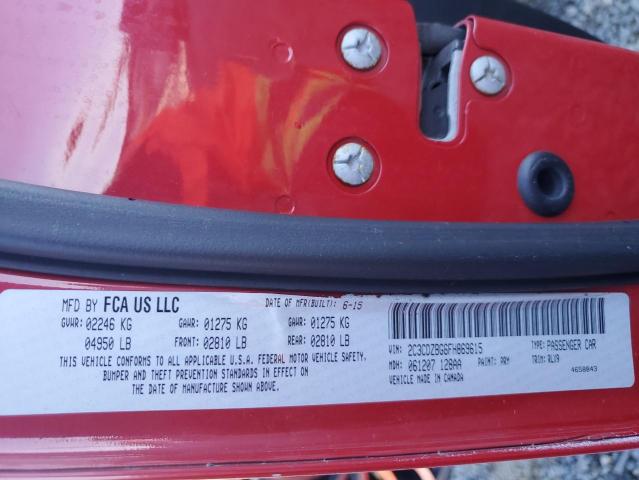 MFD BY FCA US LLC DATE OF MFR(BUILT): 6-15
GVWR: 02246 KG GAWR: 01275 KG GAWR: 01275 KG
04950 LB FRONT: 02810 LB REAR: 02810 LB
THIS VEHICLE CONFORMS TO ALL APPLICABLE U.S.A. FEDERAL MOTOR VEHICLE SAFETY,
BUMPER AND THEFT PREVENTION STANDARDS IN EFFECT ON
THE DATE OF MANUFACTURE SHOWN ABOVE.
VIN: 2C3CDZBG6FH869615 TYPE: PASSENGER CAR
MDH: 061207 128AA PAINT: PRM TRIM: RLV9
VEHICLE MADE IN CANADA 4658843